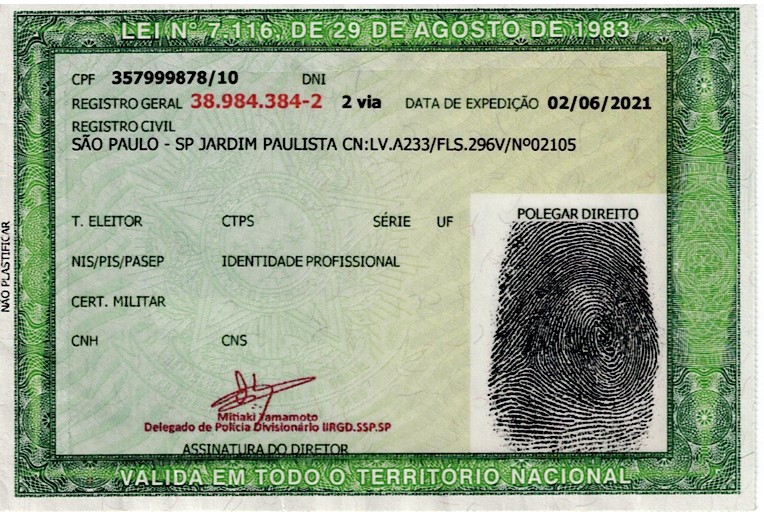 LEI Nº 7.116, DE 29 DE AGOSTO DE 1983
CPF 357999878/10 DNI
REGISTRO GERAL 38.984.384-2 2 via DATA DE EXPEDIÇÃO 02/06/2021
REGISTRO CIVIL
SÃO PAULO - SP JARDIM PAULISTA CN:LV.A233/FLS.296V/Nº02105
T. ELEITOR CTPS SÉRIE UF
POLEGAR DIREITO
NIS/PIS/PASEP IDENTIDADE PROFISSIONAL
CERT. MILITAR
CNH CNS
Mitiaki Yamamoto
Delegado de Polícia Divisionário IIRGD.SSP.SP
ASSINATURA DO DIRETOR
VALIDA EM TODO O TERRITÓRIO NACIONAL
NÃO PLASTIFICAR